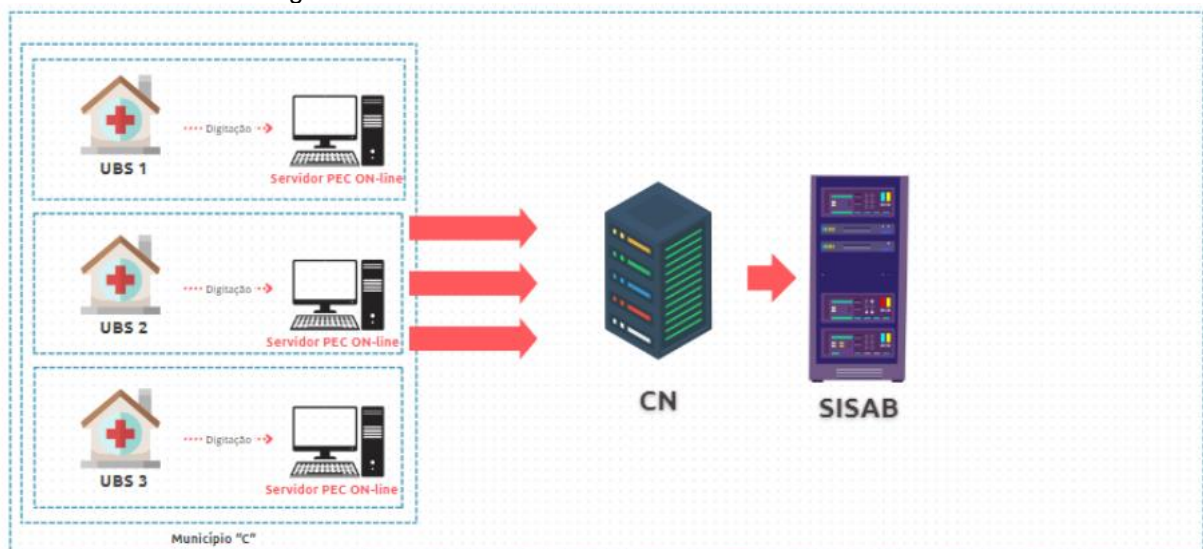 UBS 1
Digitação
Servidor PEC ON-line
UBS 2
Digitação
Servidor PEC ON-line
UBS 3
Digitação
Servidor PEC ON-line
Município "C"
CN
SISAB